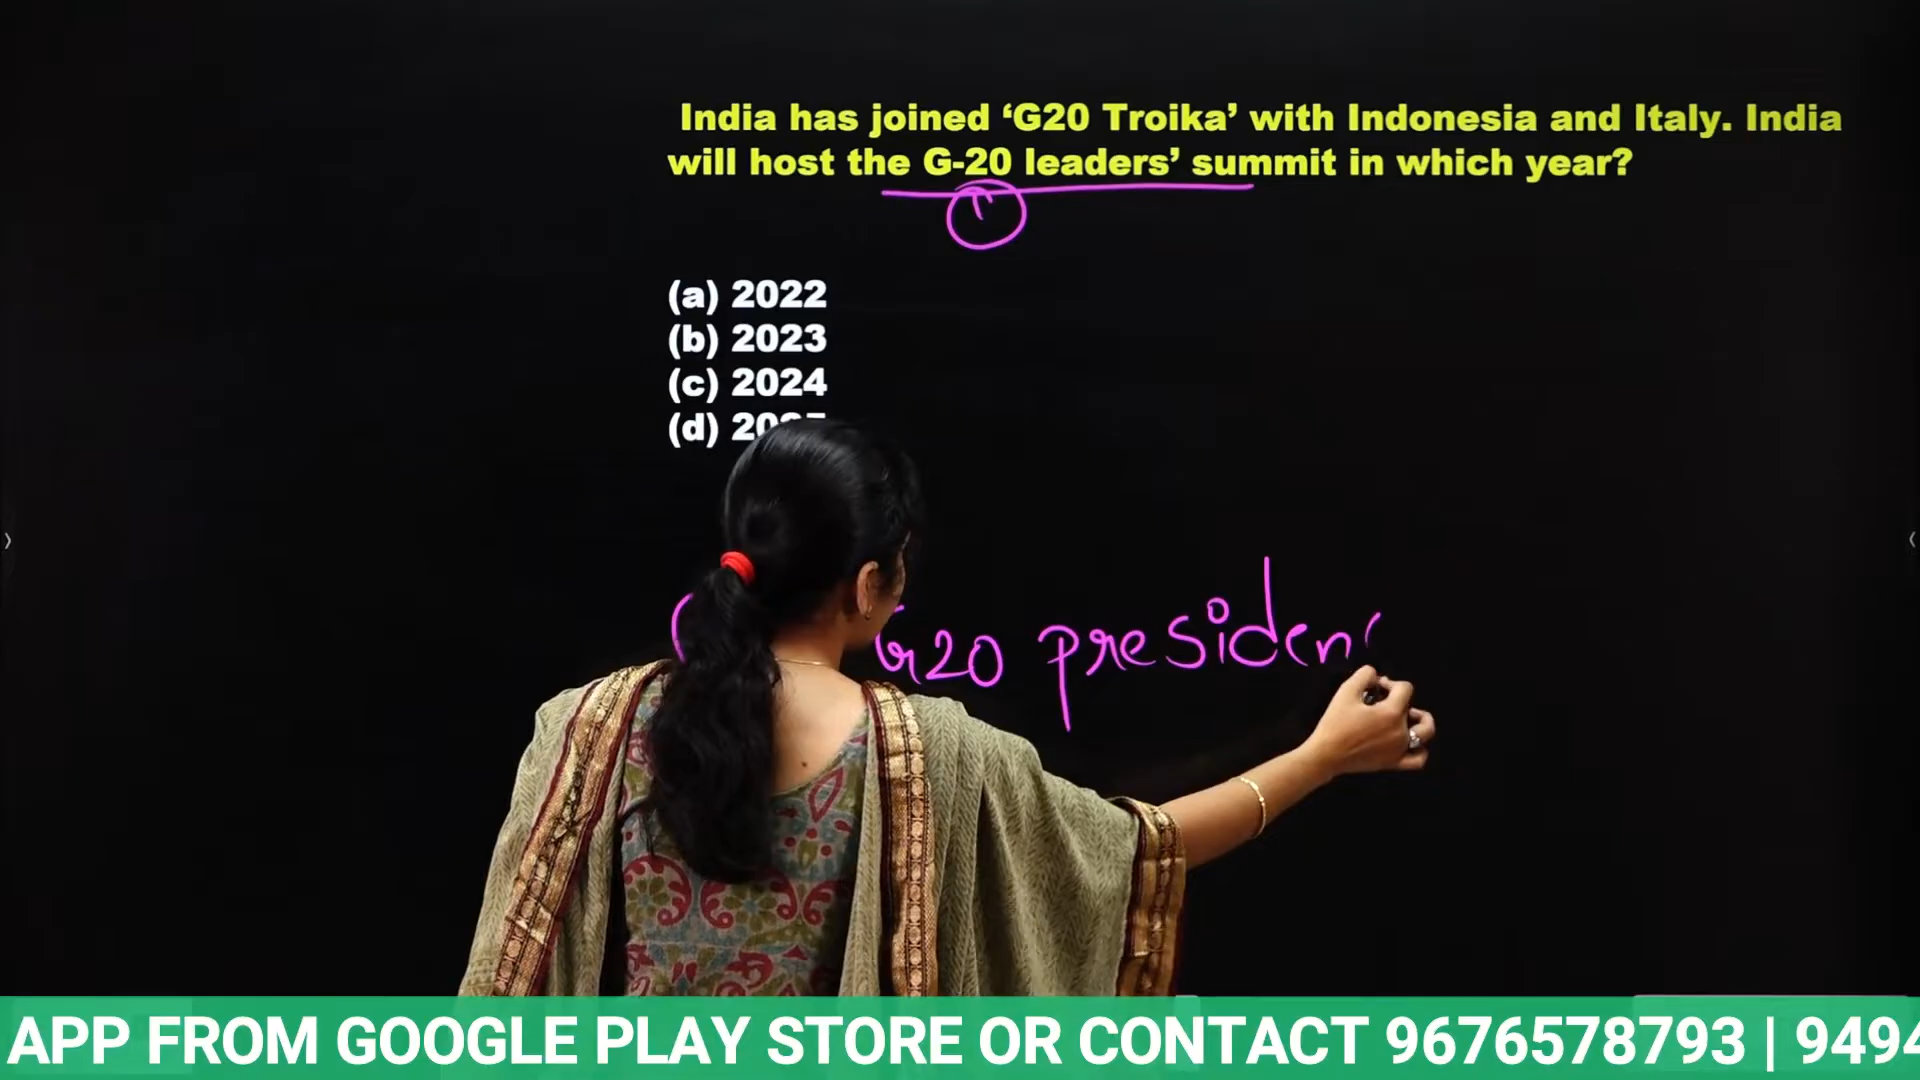 India has joined ‘G20 Troika’ with Indonesia and Italy. India
will host the G-20 leaders’ summit in which year?
(a) 2022
(b) 2023
(c) 2024
(d)
G20 presiden
APP FROM GOOGLE PLAY STORE OR CONTACT 9676578793 | 9494